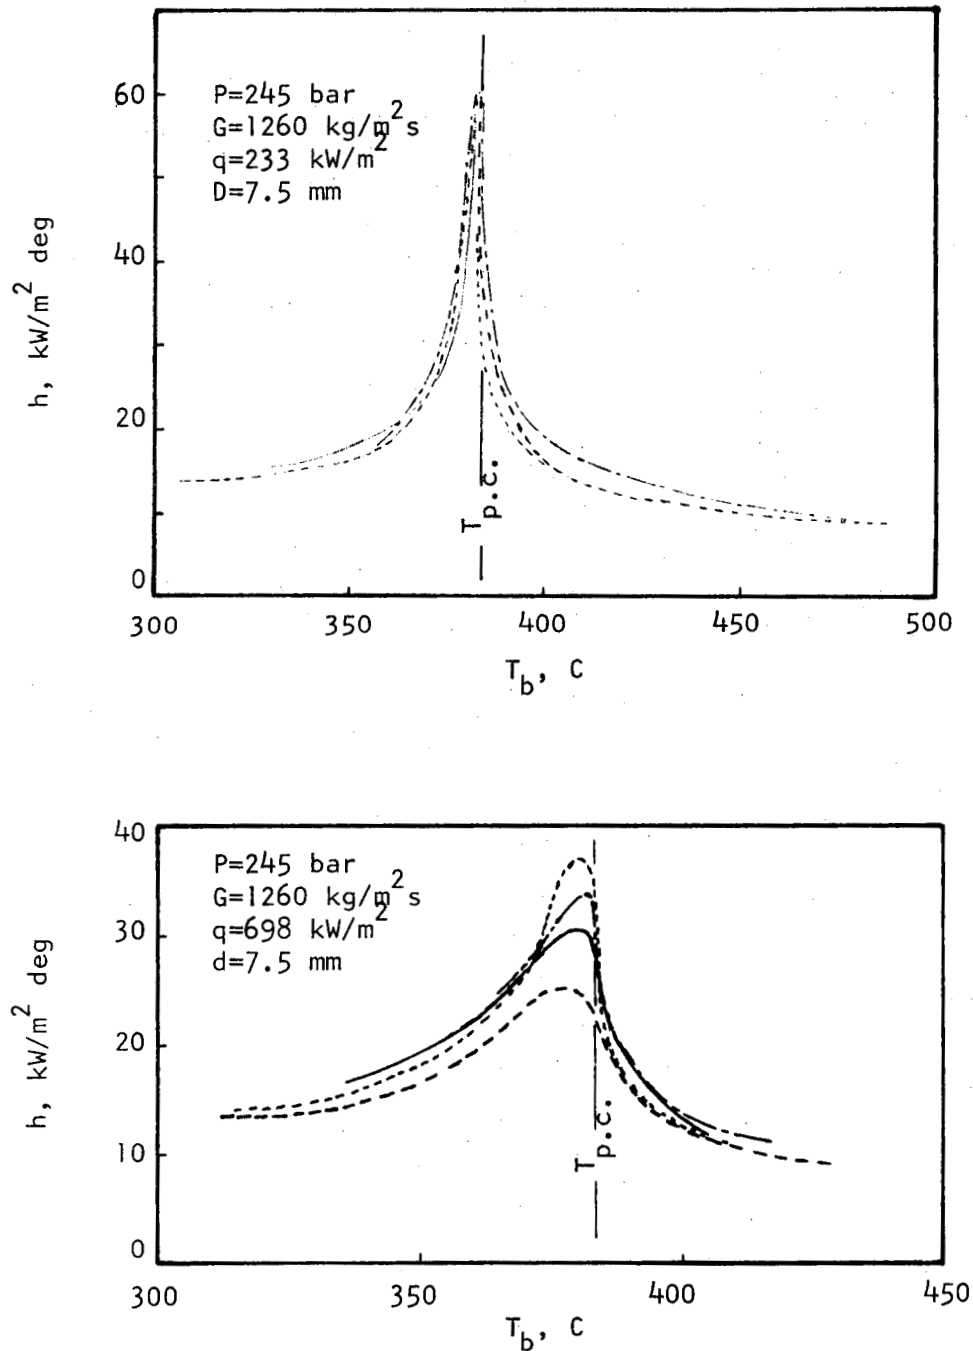 60
40
20
0
h, kW/m² deg
P=245 bar
G=1260 kg/m²s
q=233 kW/m²
D=7.5 mm
T p.c.
300 350 400 450 500
T_b, C
40
30
20
10
0
h, kW/m² deg
P=245 bar
G=1260 kg/m²s
q=698 kW/m²
d=7.5 mm
T p.c.
300 350 400 450
T_b, C